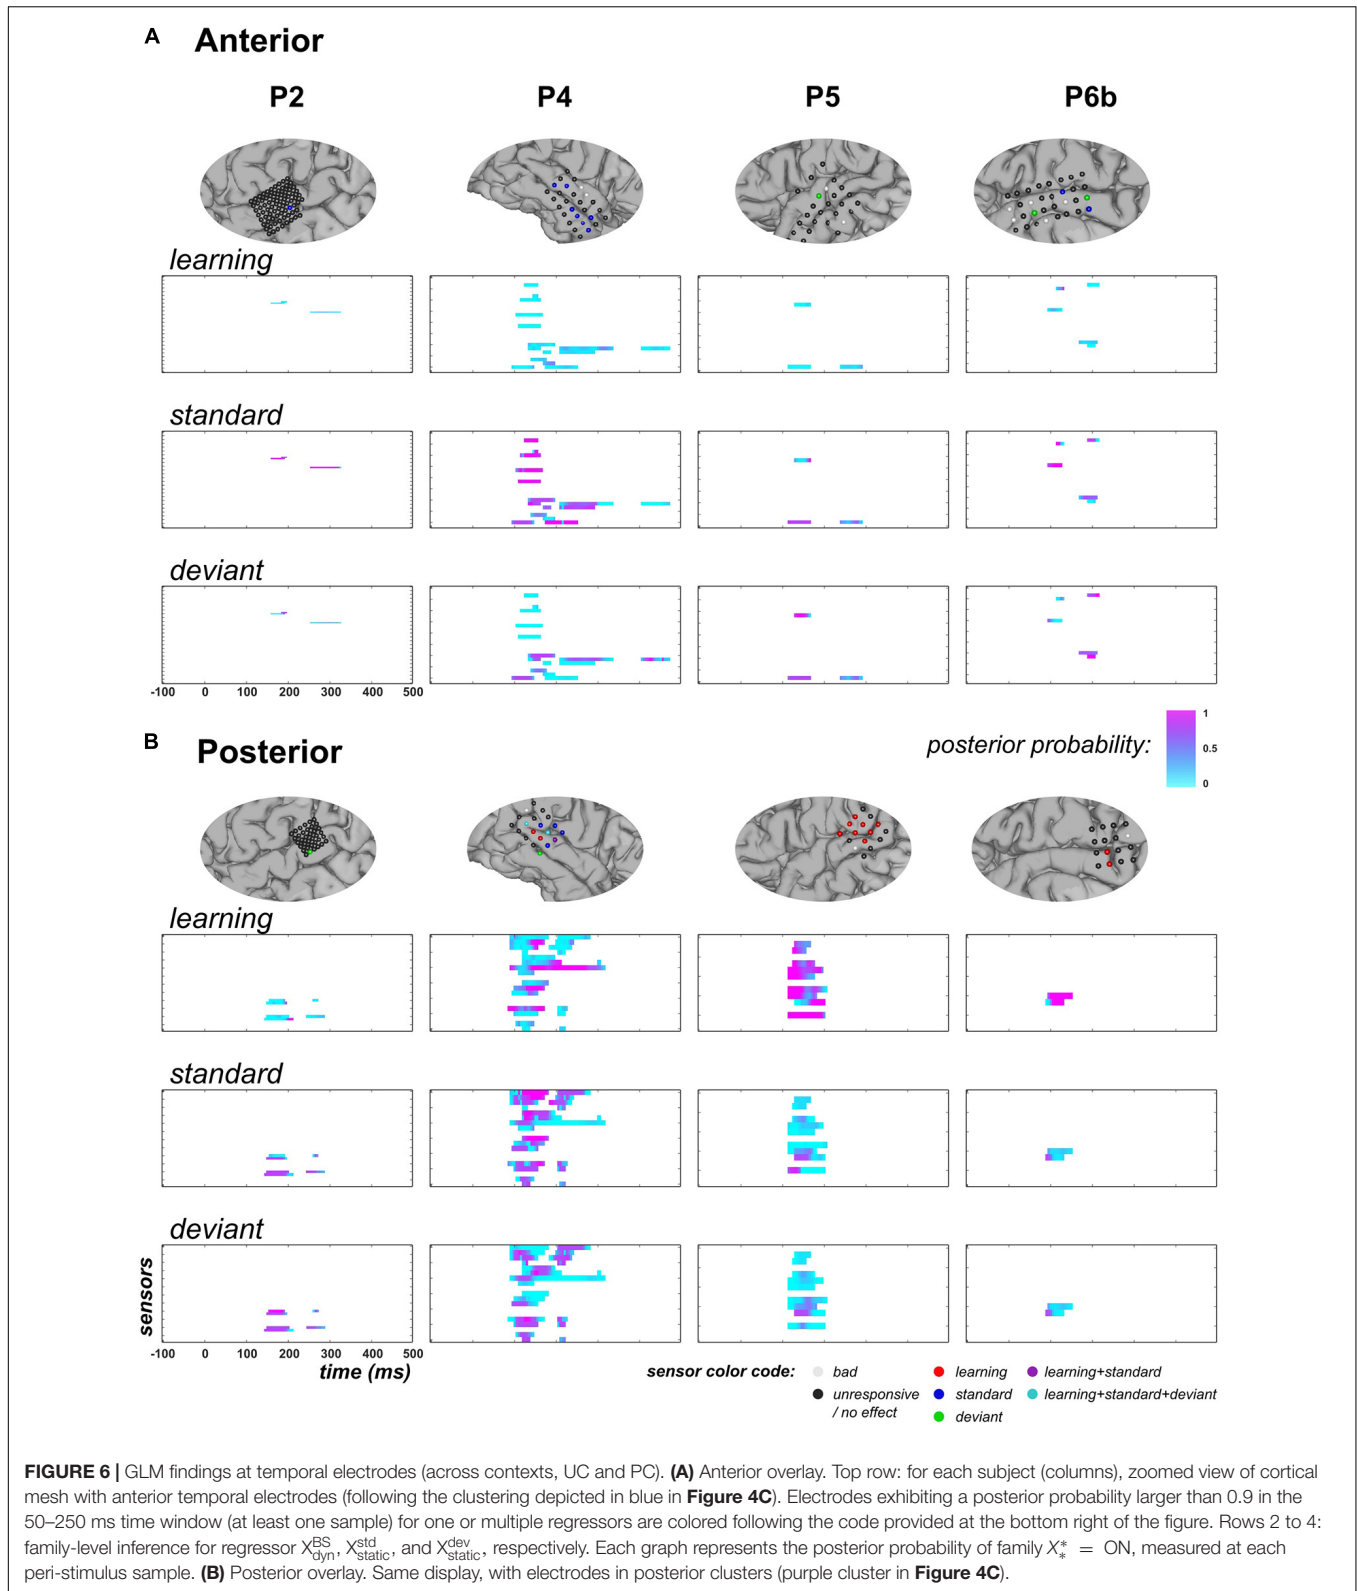 A Anterior
P2 P4 P5 P6b
learning
standard
deviant
-100 0 100 200 300 400 500
B Posterior
posterior probability:
1
0.5
0
learning
standard
deviant
sensors
-100 0 100 200 300 400 500
time (ms)
sensor color code: bad learning learning+standard
unresponsive / no effect standard learning+standard+deviant
deviant
FIGURE 6 | GLM findings at temporal electrodes (across contexts, UC and PC). (A) Anterior overlay. Top row: for each subject (columns), zoomed view of cortical
mesh with anterior temporal electrodes (following the clustering depicted in blue in Figure 4C). Electrodes exhibiting a posterior probability larger than 0.9 in the
50–250 ms time window (at least one sample) for one or multiple regressors are colored following the code provided at the bottom right of the figure. Rows 2 to 4:
family-level inference for regressor X_dyn^BS, X_static^std, and X_static^dev, respectively. Each graph represents the posterior probability of family X_*^* = ON, measured at each
peri-stimulus sample. (B) Posterior overlay. Same display, with electrodes in posterior clusters (purple cluster in Figure 4C).